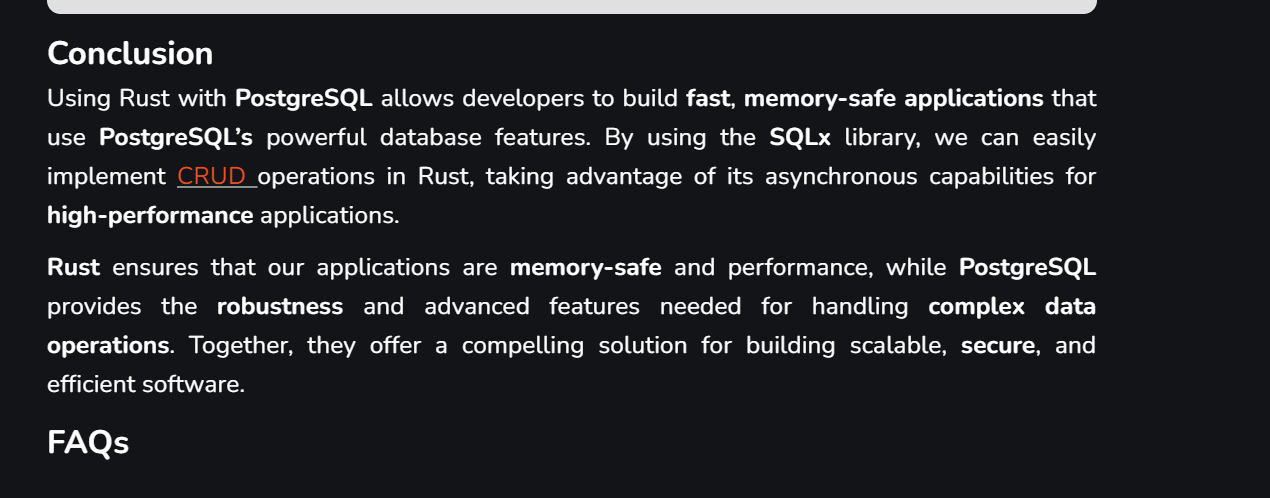 Conclusion
Using Rust with PostgreSQL allows developers to build fast, memory-safe applications that
use PostgreSQL’s powerful database features. By using the SQLx library, we can easily
implement CRUD operations in Rust, taking advantage of its asynchronous capabilities for
high-performance applications.
Rust ensures that our applications are memory-safe and performance, while PostgreSQL
provides the robustness and advanced features needed for handling complex data
operations. Together, they offer a compelling solution for building scalable, secure, and
efficient software.
FAQs